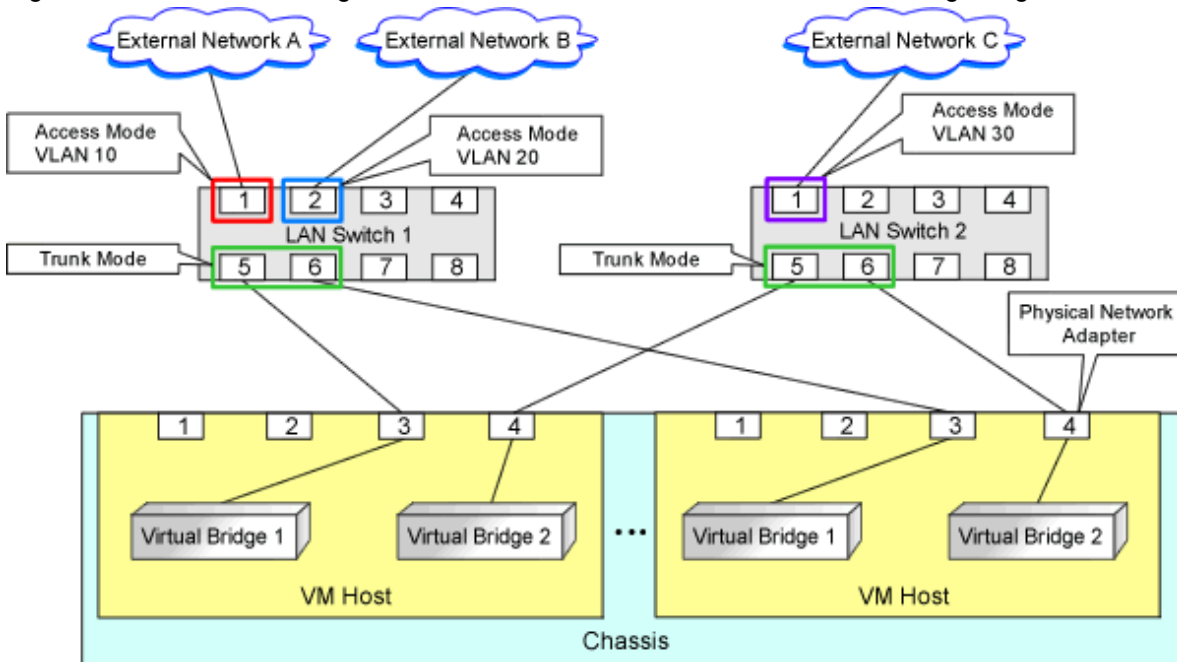 External Network A
External Network B
External Network C
Access Mode
VLAN 10
Access Mode
VLAN 20
Access Mode
VLAN 30
1 2 3 4
LAN Switch 1
5 6 7 8
Trunk Mode
1 2 3 4
LAN Switch 2
5 6 7 8
Trunk Mode
Physical Network
Adapter
1 2 3 4
Virtual Bridge 1
Virtual Bridge 2
VM Host
...
1 2 3 4
Virtual Bridge 1
Virtual Bridge 2
VM Host
Chassis